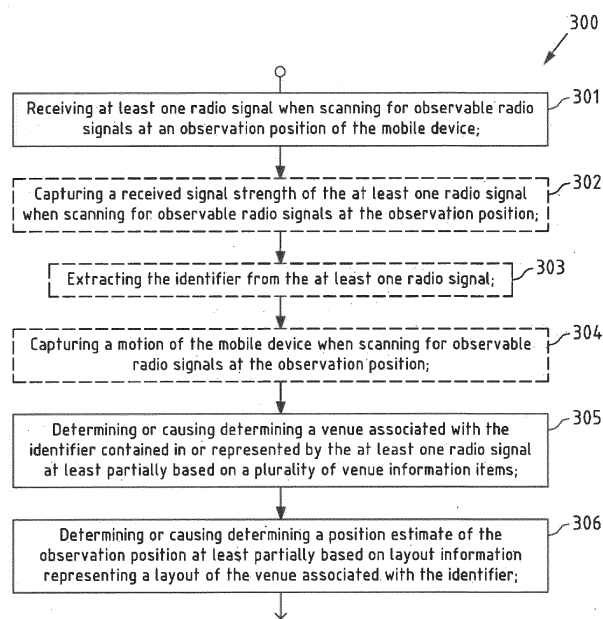 300
Receiving at least one radio signal when scanning for observable radio
signals at an observation position of the mobile device;
301
Capturing a received signal strength of the at least one radio signal
when scanning for observable radio signals at the observation position;
302
Extracting the identifier from the at least one radio signal;
303
Capturing a motion of the mobile device when scanning for observable
radio signals at the observation position;
304
Determining or causing determining a venue associated with the
identifier contained in or represented by the at least one radio signal
at least partially based on a plurality of venue information items;
305
Determining or causing determining a position estimate of the
observation position at least partially based on layout information
representing a layout of the venue associated with the identifier;
306